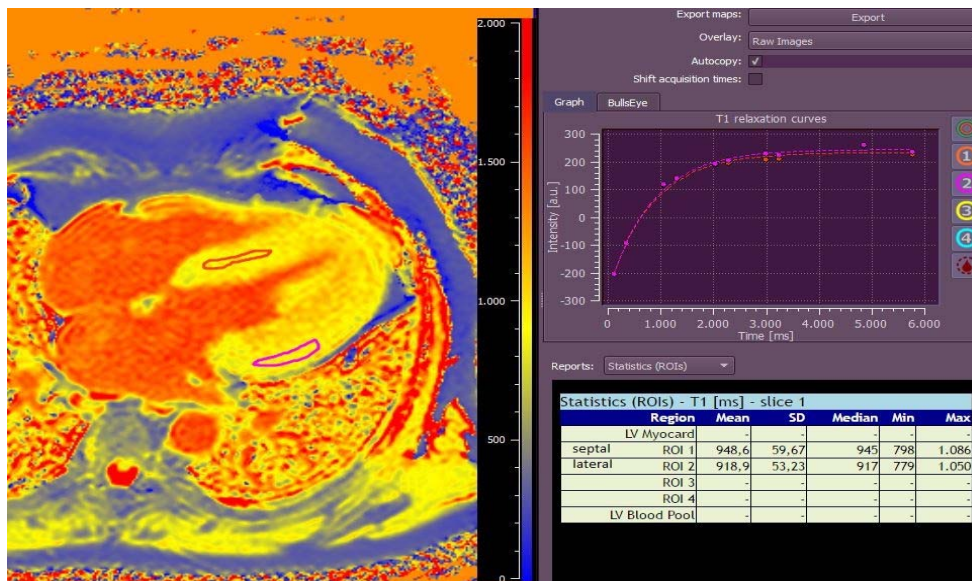 2.000
1.500
1.000
500
0
Export maps: Export
Overlay: Raw Images
Autocopy: ✓
Shift acquisition times:
Graph BullsEye
T1 relaxation curves
Intensity [a.u.]
300
200
100
0
-100
-200
-300
0 1.000 2.000 3.000 4.000 5.000 6.000
Time [ms]
1
2
3
4
Reports: Statistics (ROIs)
Statistics (ROIs) - T1 [ms] - slice 1
Region Mean SD Median Min Max
LV Myocard - - - - -
septal ROI 1 948,6 59,67 945 798 1.086
lateral ROI 2 918,9 53,23 917 779 1.050
ROI 3 - - - - -
ROI 4 - - - - -
LV Blood Pool - - - - -